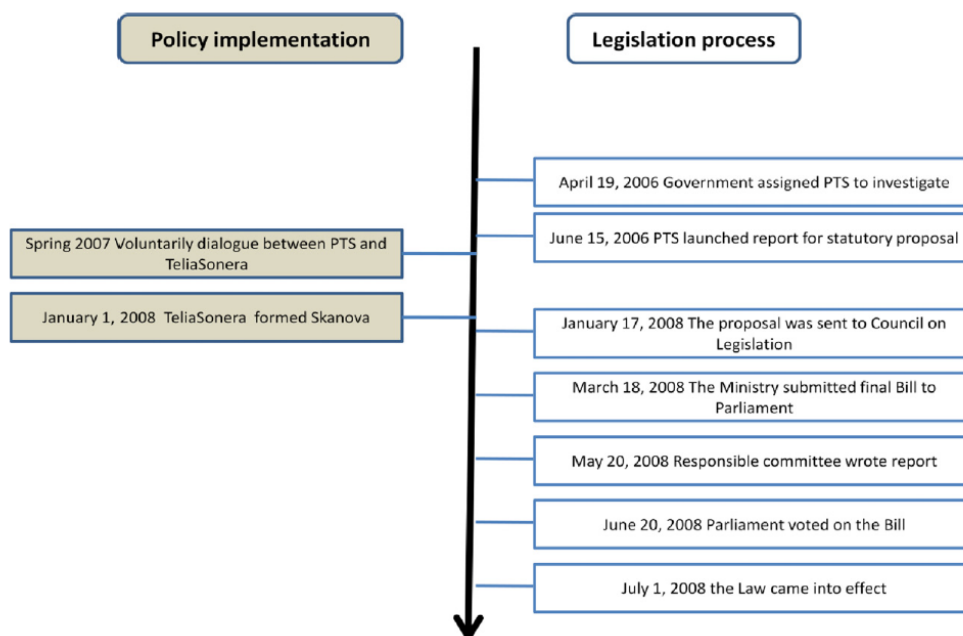 Policy implementation
Legislation process
April 19, 2006 Government assigned PTS to investigate
June 15, 2006 PTS launched report for statutory proposal
Spring 2007 Voluntarily dialogue between PTS and
TeliaSonera
January 1, 2008 TeliaSonera formed Skanova
January 17, 2008 The proposal was sent to Council on
Legislation
March 18, 2008 The Ministry submitted final Bill to
Parliament
May 20, 2008 Responsible committee wrote report
June 20, 2008 Parliament voted on the Bill
July 1, 2008 the Law came into effect